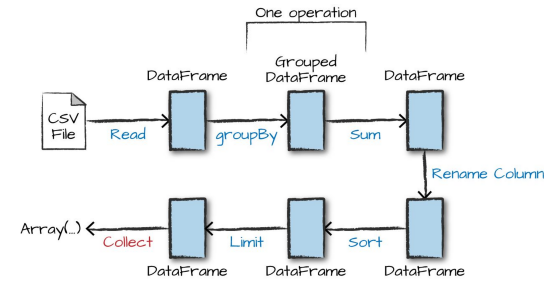 One operation
Grouped
DataFrame
DataFrame
DataFrame
CSV
File
Read
groupBy
Sum
Rename Column
Array(...)
Collect
Limit
Sort
DataFrame
DataFrame
DataFrame